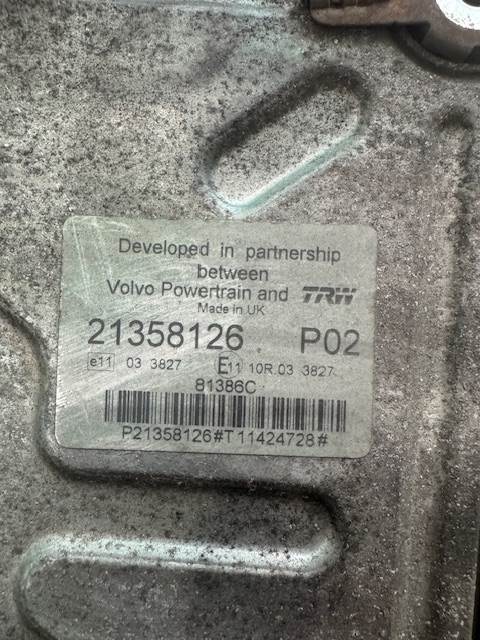 Developed in partnership
between
Volvo Powertrain and TRW
Made in UK
21358126 P02
e11 03 3827 E11 10R 03 3827
81386C
P21358126#T11424728#